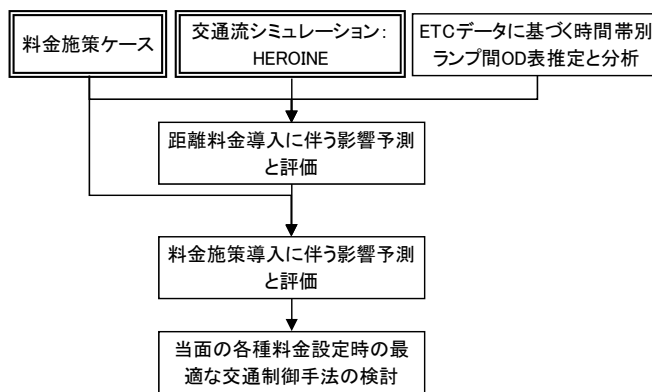 料金施策ケース
交通流シミュレーション:
HEROINE
ETCデータに基づく時間帯別
ランプ間OD表推定と分析
距離料金導入に伴う影響予測
と評価
料金施策導入に伴う影響予測
と評価
当面の各種料金設定時の最
適な交通制御手法の検討